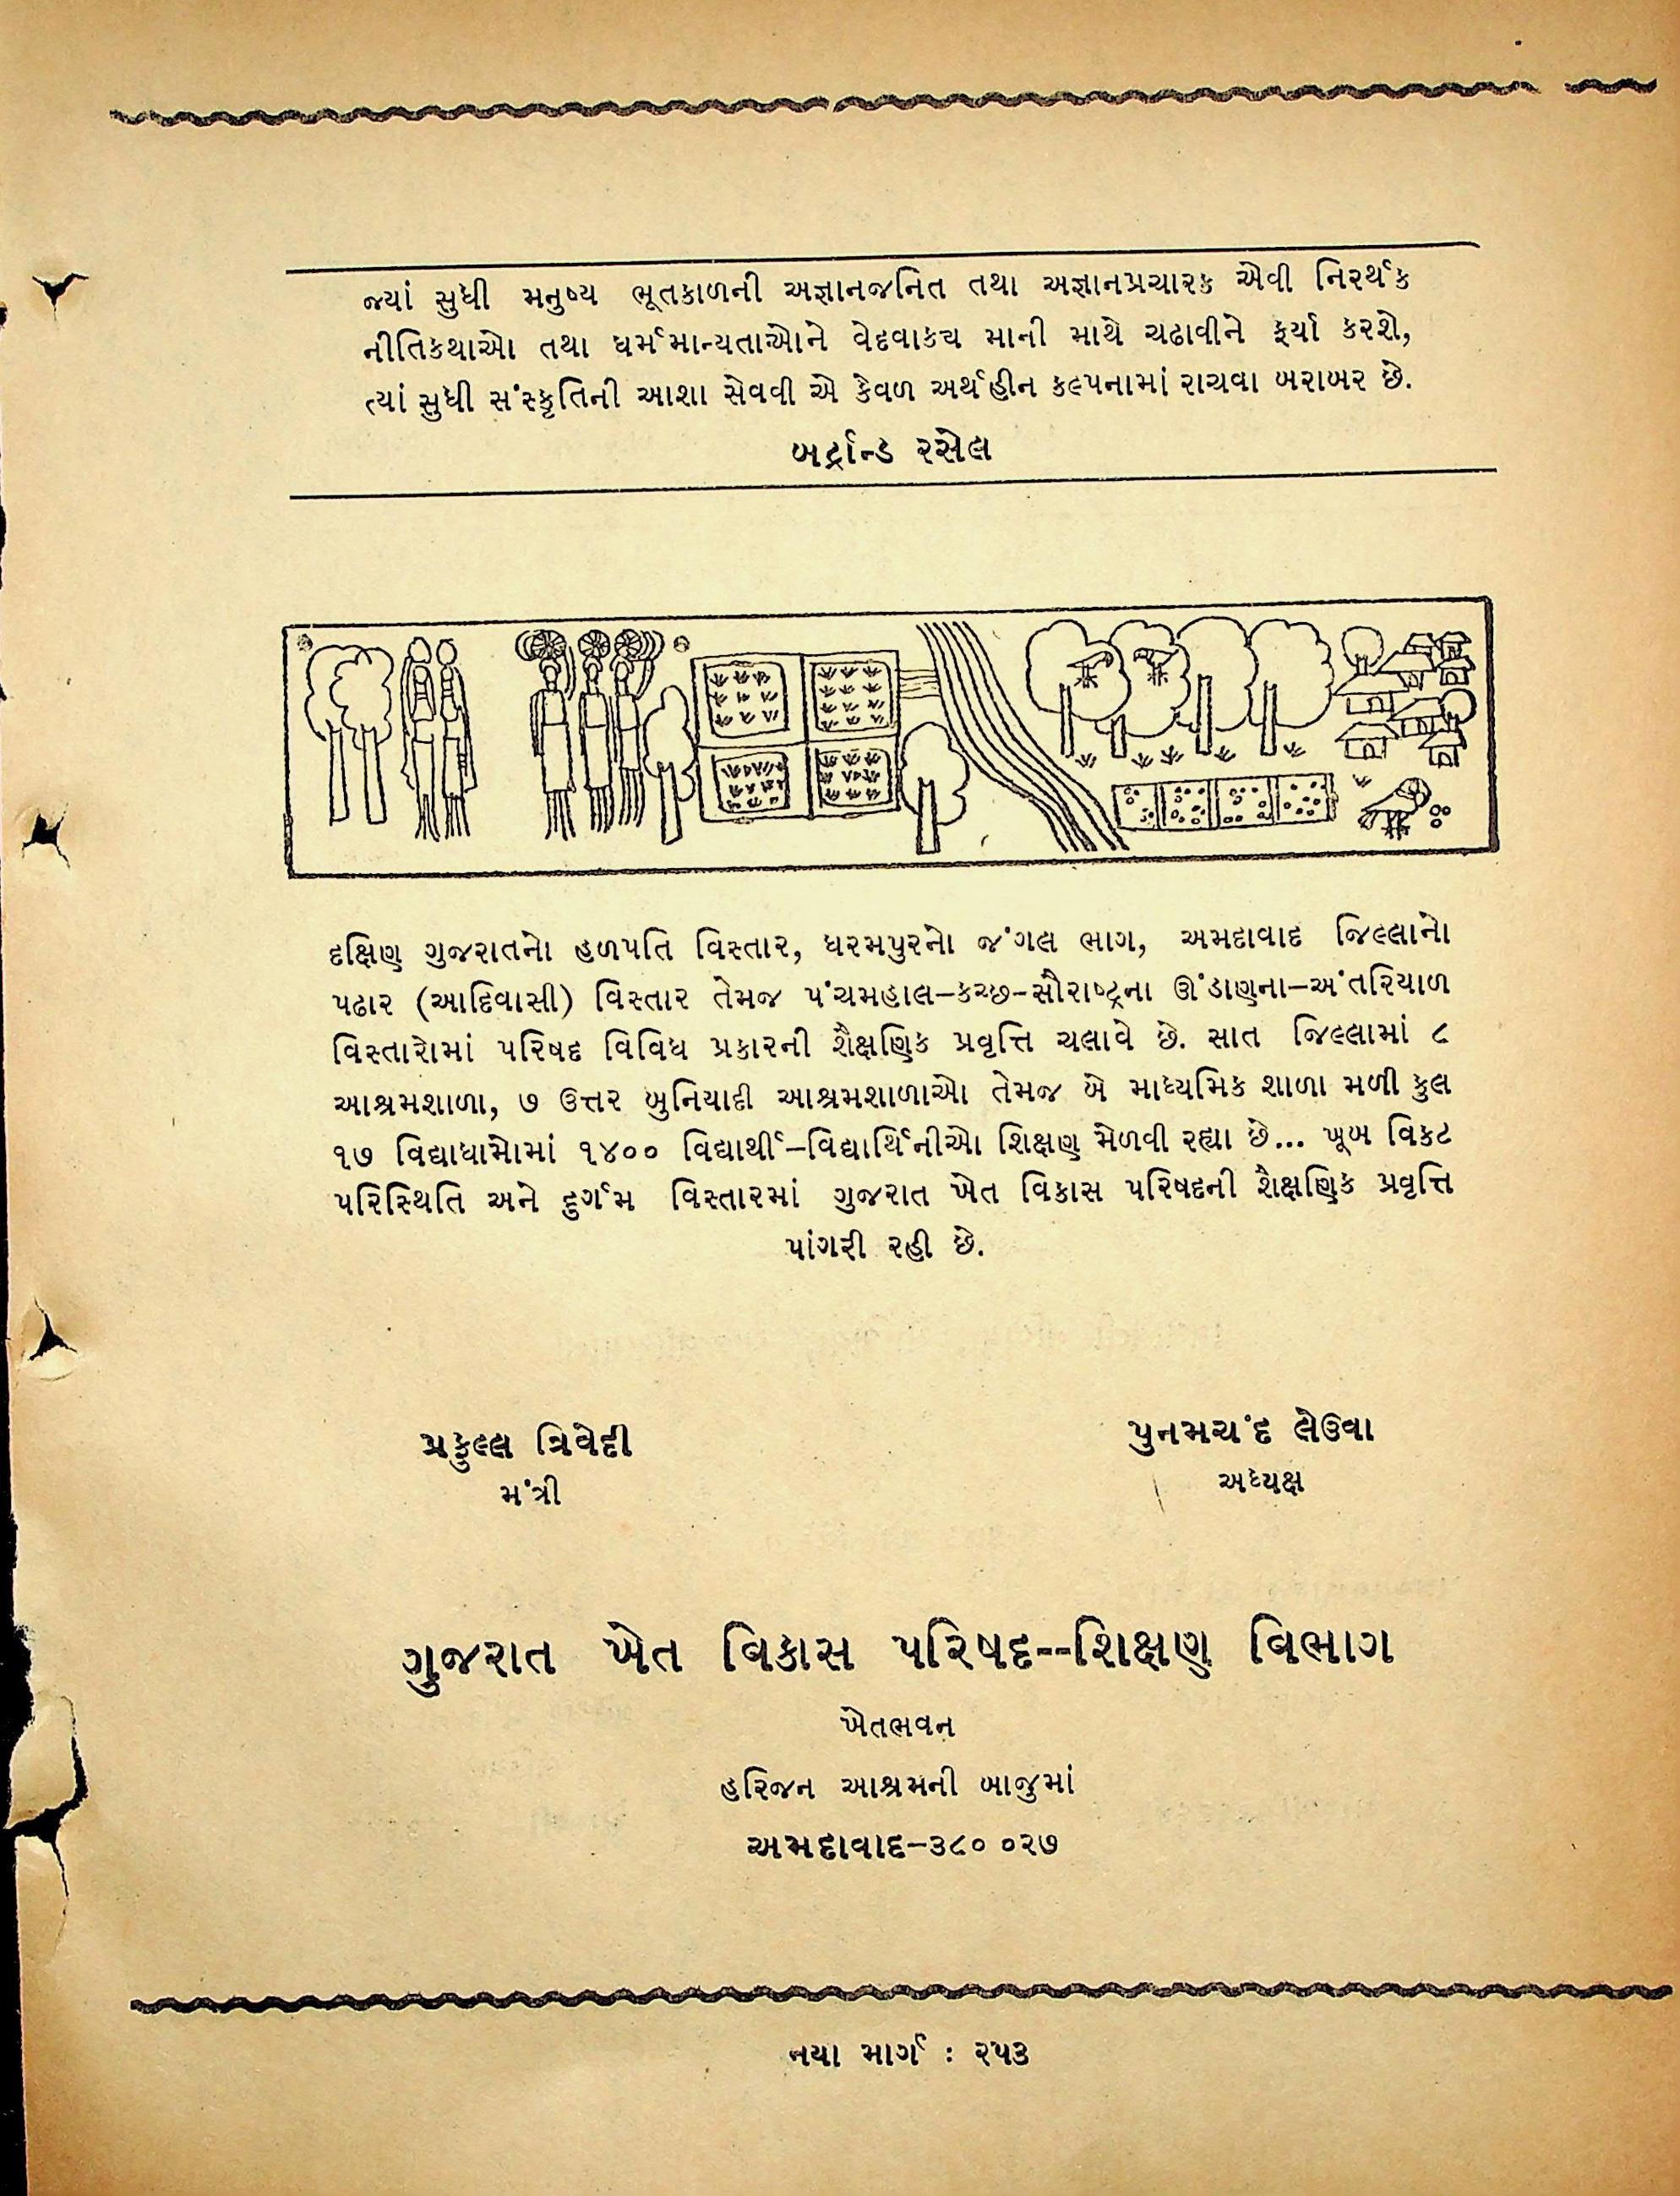 જ્યાં સુધી મનુષ્ય ભૂતકાળની અજ્ઞાનજનિત તથા અજ્ઞાનપ્રચારક એવી નિરર્થક
નીતિકથાઓ તથા ધર્મમાન્યતાઓને વેદવાક્ય માની માથે ચઢાવીને ફર્યા કરશે,
ત્યાં સુધી સંસ્કૃતિની આશા સેવવી એ કેવળ અર્થહીન કલ્પનામાં રાચવા બરાબર છે.
બર્ટ્રાન્ડ રસેલ
દક્ષિણ ગુજરાતનો હળપતિ વિસ્તાર, ધરમપુરનો જંગલ ભાગ, અમદાવાદ જિલ્લાનો
પઢાર (આદિવાસી) વિસ્તાર તેમજ પંચમહાલ-કચ્છ-સૌરાષ્ટ્રના ઊંડાણના-અંતરિયાળ
વિસ્તારોમાં પરિષદ વિવિધ પ્રકારની શૈક્ષણિક પ્રવૃત્તિ ચલાવે છે. સાત જિલ્લામાં ૮
આશ્રમશાળા, ૭ ઉત્તર બુનિયાદી આશ્રમશાળાઓ તેમજ બે માધ્યમિક શાળા મળી કુલ
૧૭ વિદ્યાધામોમાં ૧૪૦૦ વિદ્યાર્થી-વિદ્યાર્થિનીઓ શિક્ષણ મેળવી રહ્યા છે... ખૂબ વિકટ
પરિસ્થિતિ અને દુર્ગમ વિસ્તારમાં ગુજરાત ખેત વિકાસ પરિષદની શૈક્ષણિક પ્રવૃત્તિ
પાંગરી રહી છે.
પ્રફુલ્લ ત્રિવેદી
પુનમચંદ લેઉવા
મંત્રી
અધ્યક્ષ
ગુજરાત ખેત વિકાસ પરિષદ--શિક્ષણ વિભાગ
ખેતભવન
હરિજન આશ્રમની બાજુમાં
અમદાવાદ-૩૮૦ ૦૨૭
નયા માર્ગ : ૨૫૩